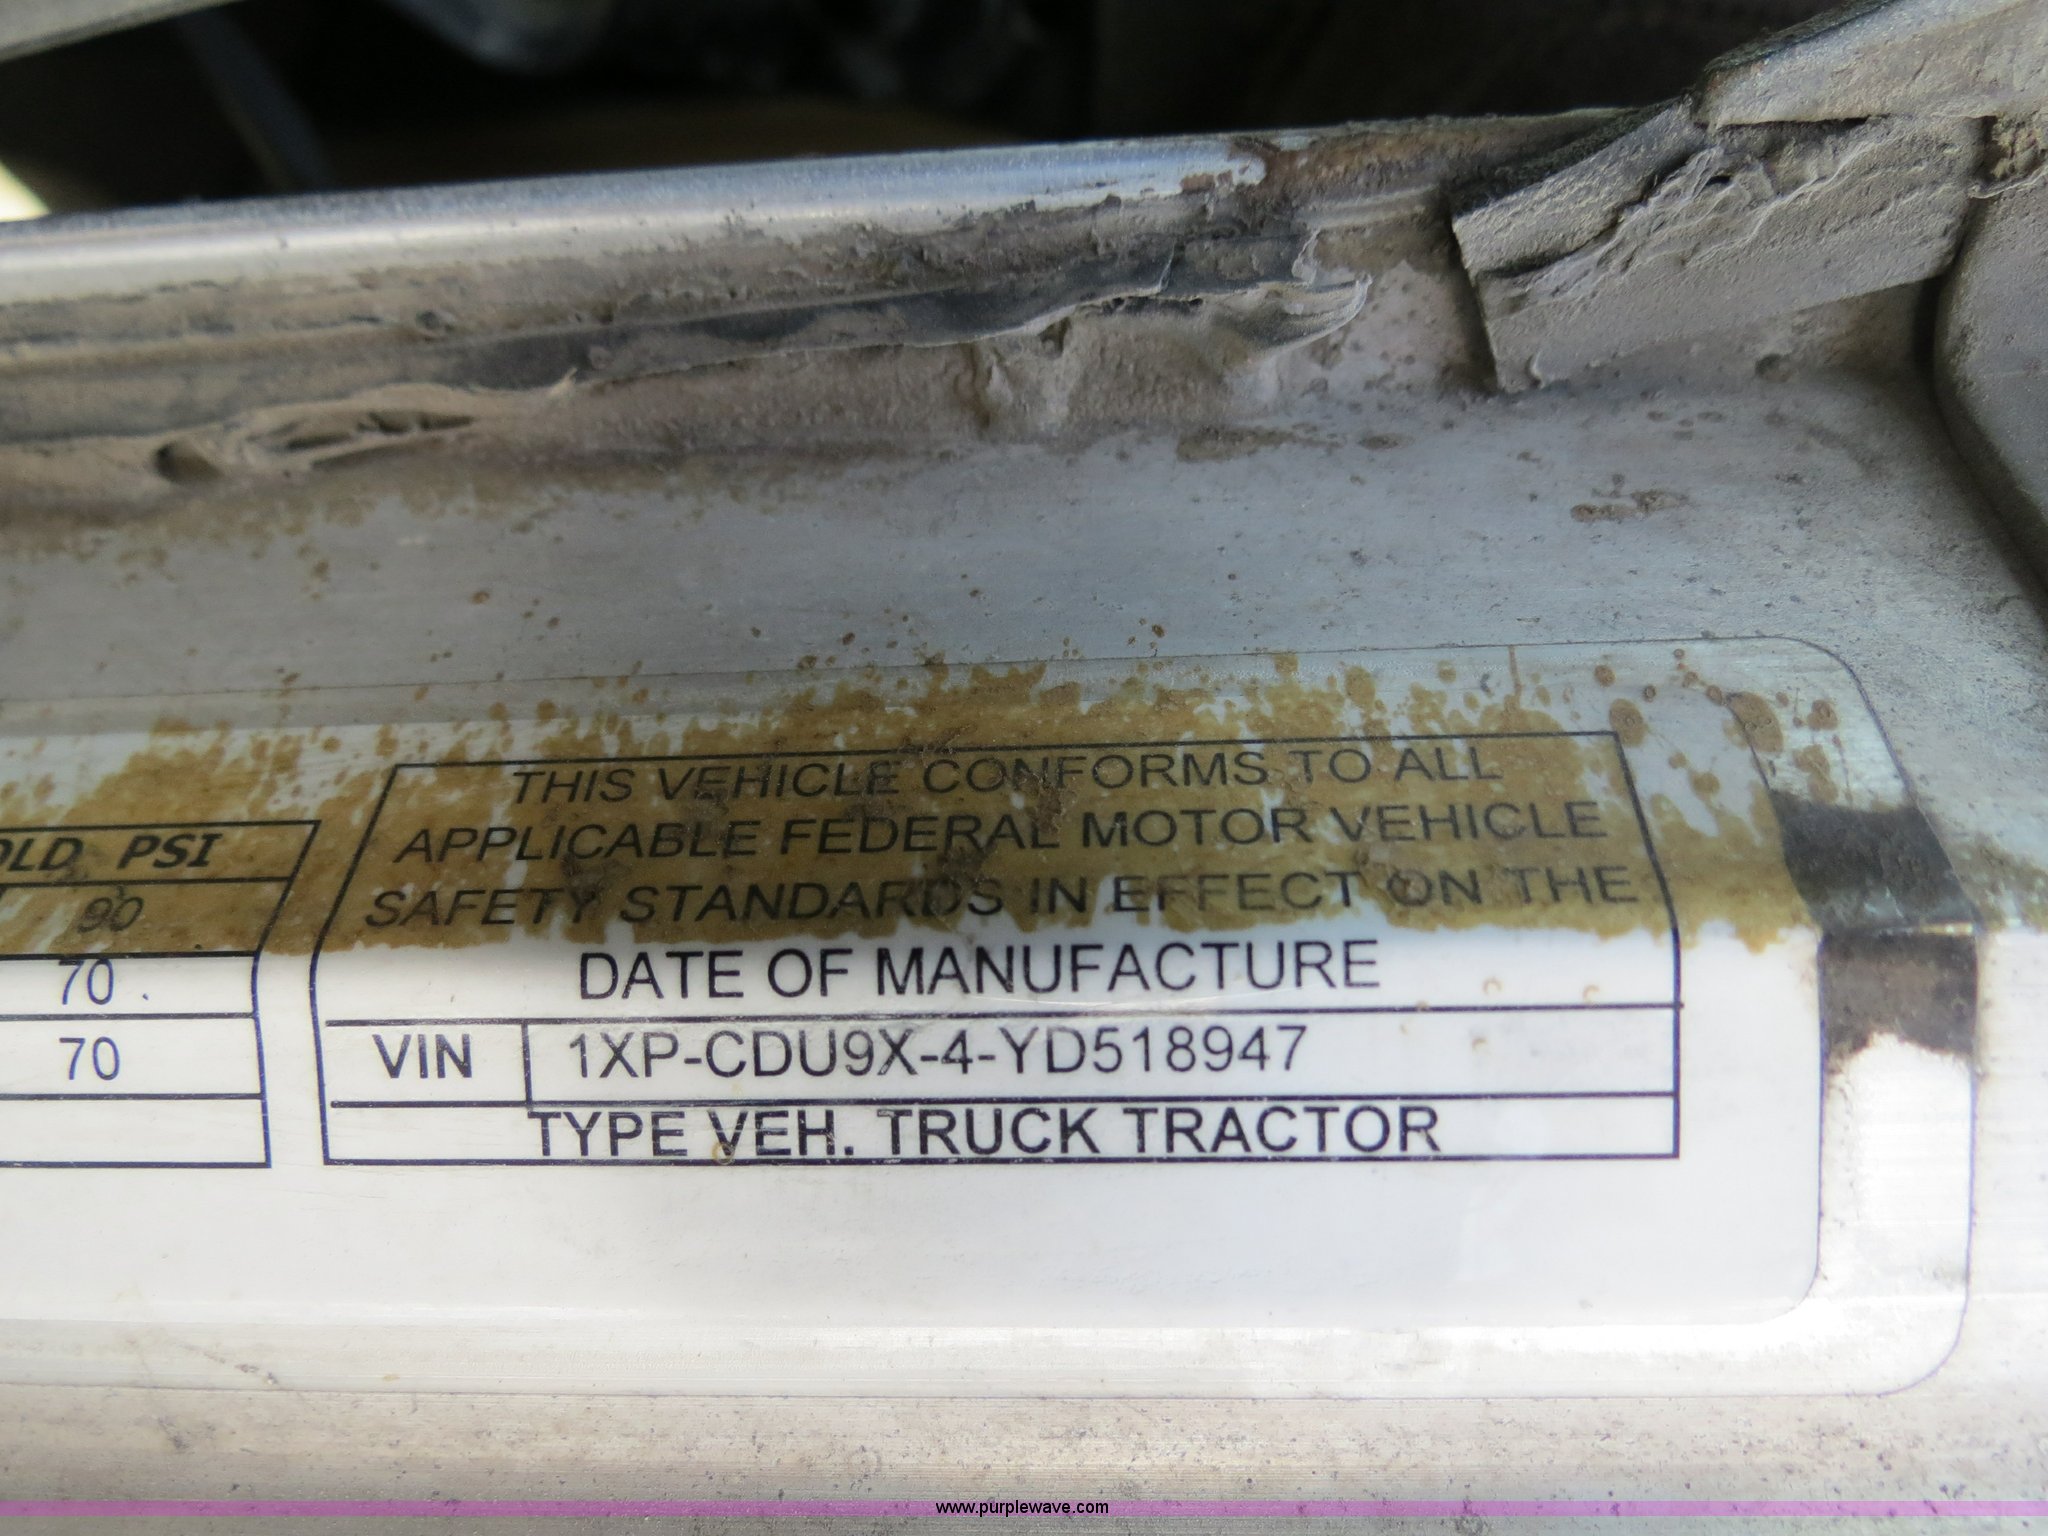 THIS VEHICLE CONFORMS TO ALL
APPLICABLE FEDERAL MOTOR VEHICLE
SAFETY STANDARDS IN EFFECT ON THE
DATE OF MANUFACTURE
VIN 1XP-CDU9X-4-YD518947
TYPE VEH. TRUCK TRACTOR
OLD PSI
90
70
70
www.purplewave.com